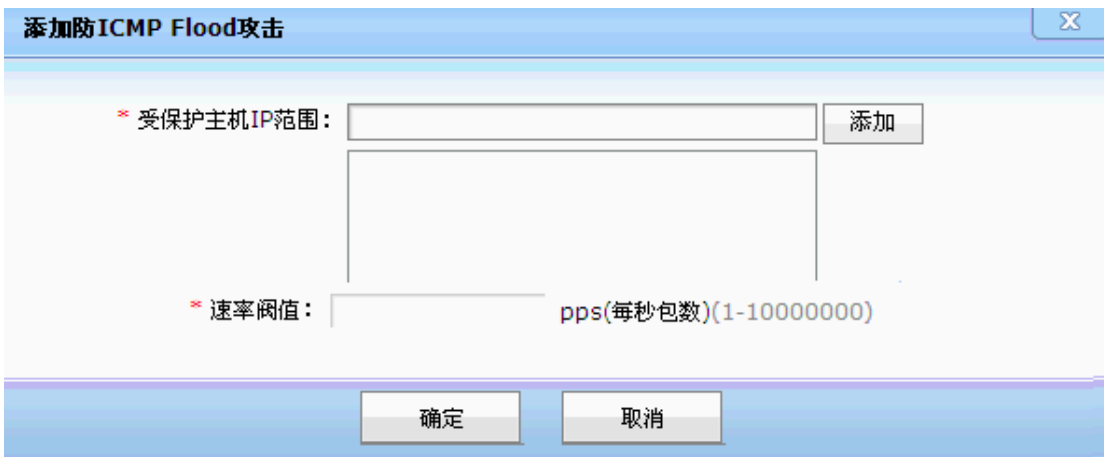 添加防ICMP Flood攻击
* 受保护主机IP范围： 添加
* 速率阀值： pps(每秒包数)(1-10000000)
确定 取消